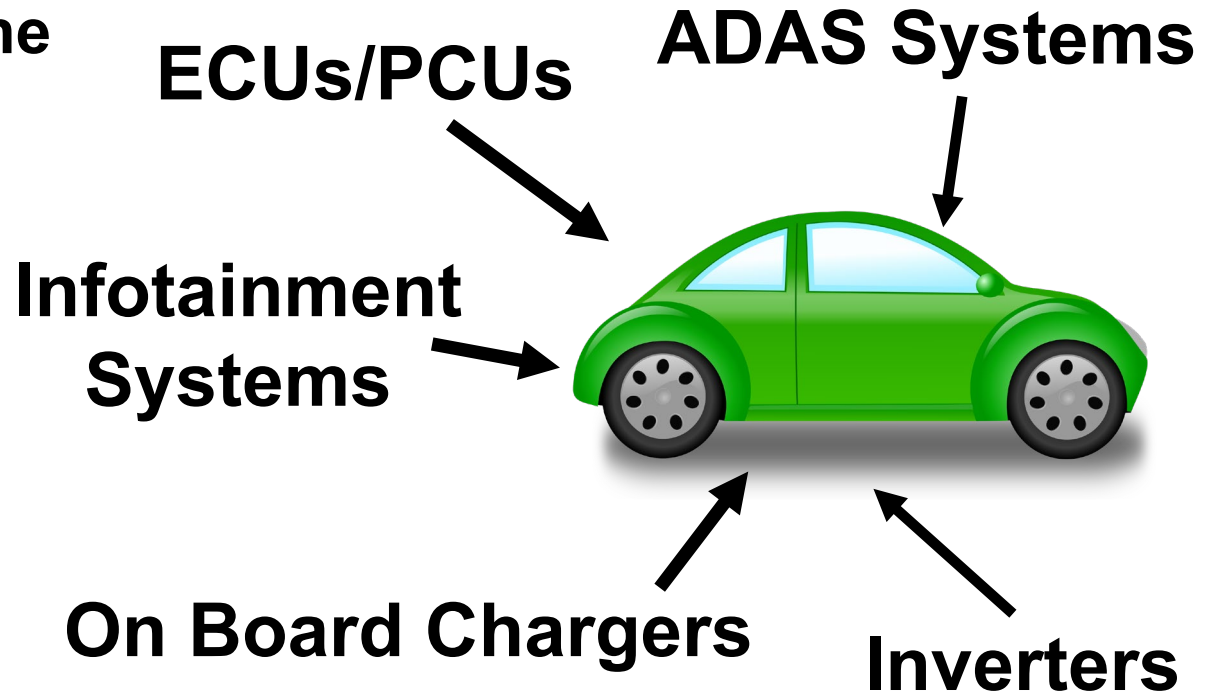 ECUs/PCUs
ADAS Systems
Infotainment
Systems
On Board Chargers
Inverters